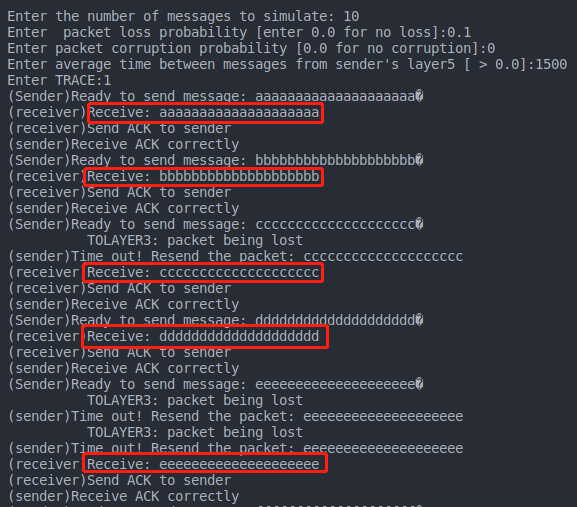 Enter the number of messages to simulate: 10
Enter  packet loss probability [enter 0.0 for no loss]:0.1
Enter packet corruption probability [0.0 for no corruption]:0
Enter average time between messages from sender's layer5 [ > 0.0]:1500
Enter TRACE:1
(Sender)Ready to send message: aaaaaaaaaaaaaaaaaaaa�
(receiver)Receive: aaaaaaaaaaaaaaaaaaaa
(receiver)Send ACK to sender
(sender)Receive ACK correctly
(Sender)Ready to send message: bbbbbbbbbbbbbbbbbbbb�
(receiver)Receive: bbbbbbbbbbbbbbbbbbbb
(receiver)Send ACK to sender
(sender)Receive ACK correctly
(Sender)Ready to send message: cccccccccccccccccccc�
          TOLAYER3: packet being lost
(sender)Time out! Resend the packet: cccccccccccccccccccc
(receiver)Receive: cccccccccccccccccccc
(receiver)Send ACK to sender
(sender)Receive ACK correctly
(Sender)Ready to send message: dddddddddddddddddddd�
(receiver)Receive: dddddddddddddddddddd
(receiver)Send ACK to sender
(sender)Receive ACK correctly
(Sender)Ready to send message: eeeeeeeeeeeeeeeeeeee�
          TOLAYER3: packet being lost
(sender)Time out! Resend the packet: eeeeeeeeeeeeeeeeeeee
          TOLAYER3: packet being lost
(sender)Time out! Resend the packet: eeeeeeeeeeeeeeeeeeee
(receiver)Receive: eeeeeeeeeeeeeeeeeeee
(receiver)Send ACK to sender
(sender)Receive ACK correctly